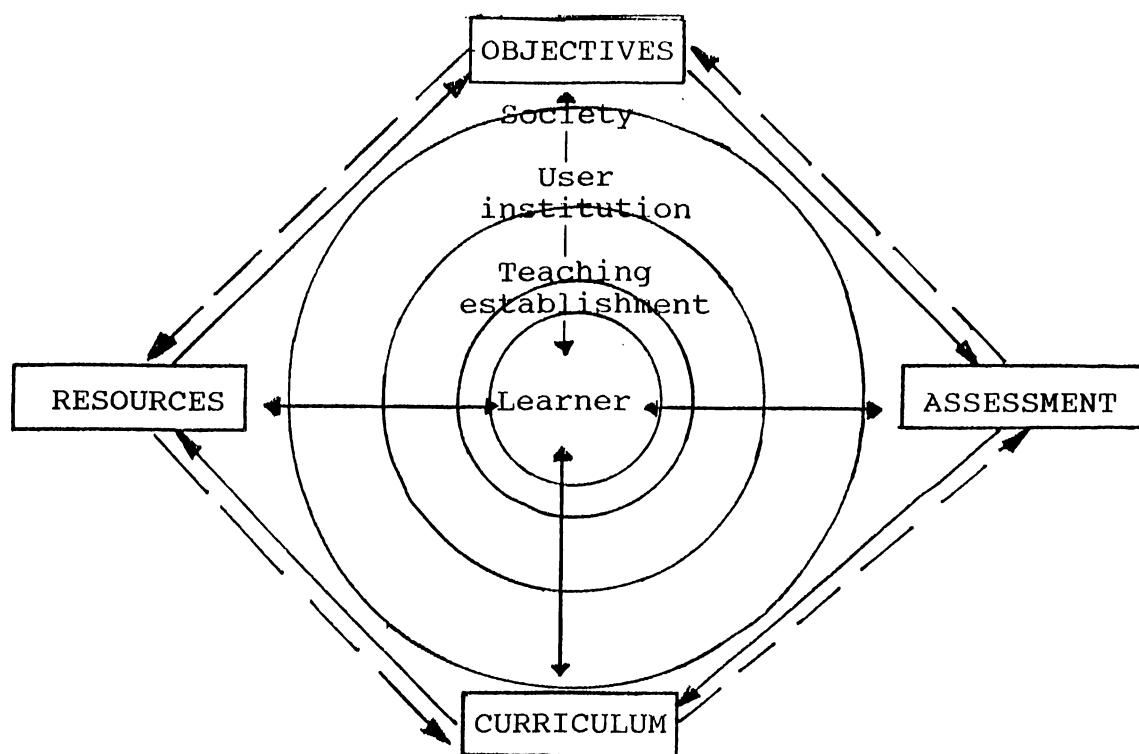 OBJECTIVES
Society
User
institution
Teaching
establishment
RESOURCES
Learner
ASSESSMENT
CURRICULUM